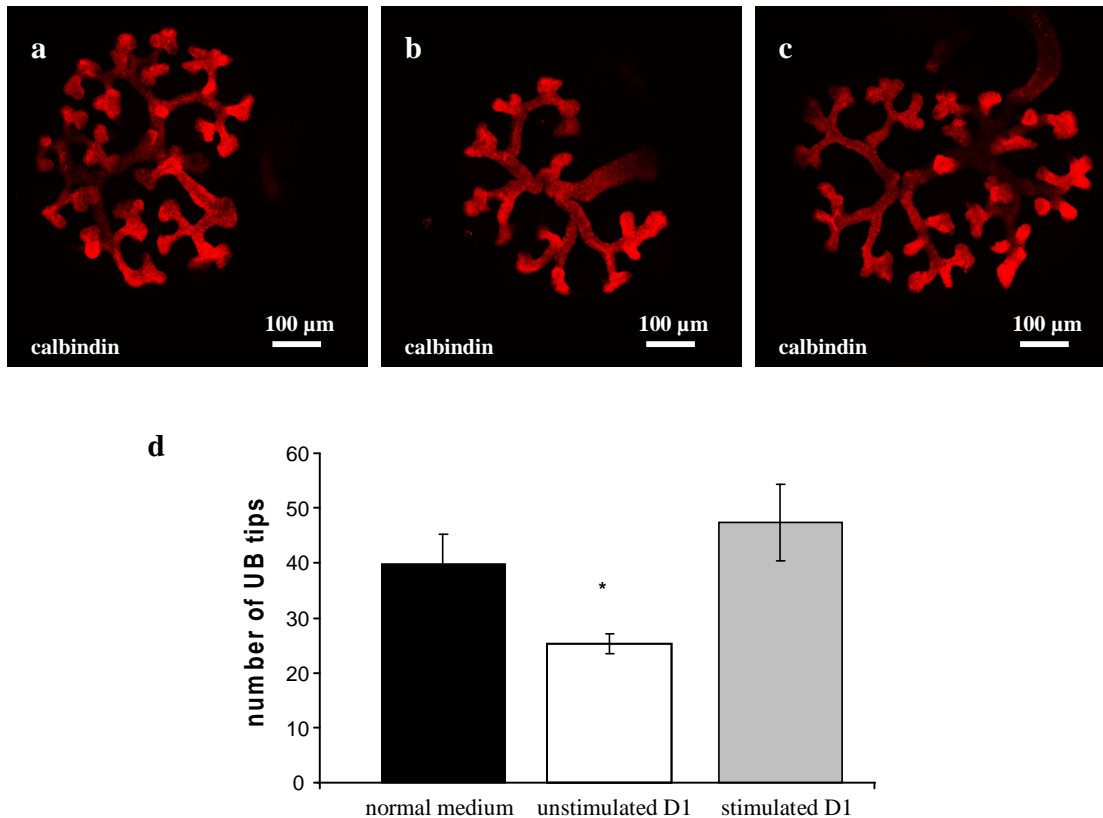 a
b
c
100 µm
100 µm
100 µm
calbindin
calbindin
calbindin
d
number of UB tips
60
50
40
30
20
10
0
*
normal medium unstimulated D1 stimulated D1